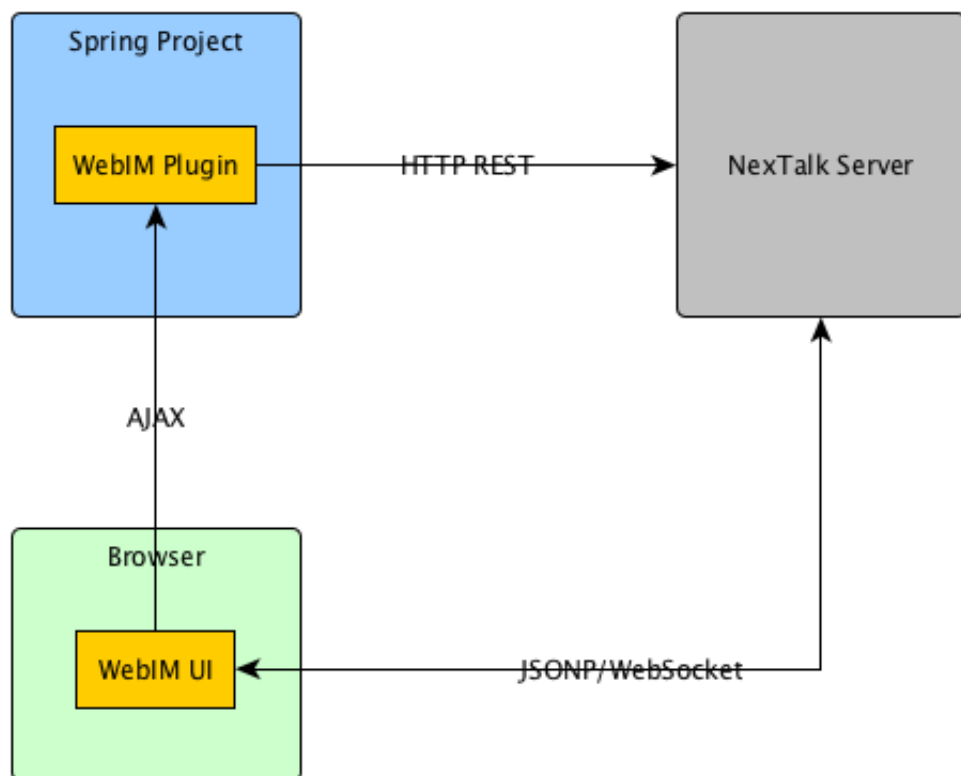 Spring Project
WebIM Plugin
HTTP REST
NexTalk Server
AJAX
Browser
WebIM UI
JSONP/WebSocket